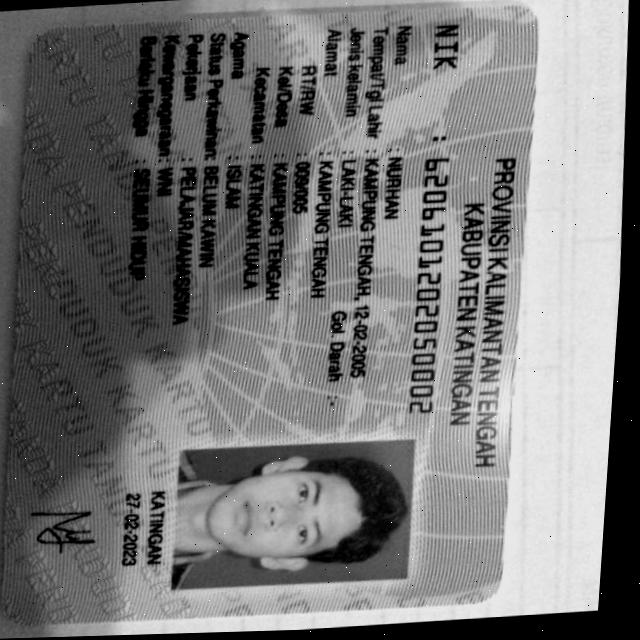 PROVINSI KALIMANTAN TENGAH
KABUPATEN KATINGAN
NIK : 6206101202050002
Nama : NURIHAN
Tempat/Tgl Lahir : KAMPUNG TENGAH, 12-02-2005
Jenis Kelamin : LAKI-LAKI Gol. Darah : -
Alamat : KAMPUNG TENGAH
RT/RW : 009/005
Kel/Desa : KAMPUNG TENGAH
Kecamatan : KATINGAN KUALA
Agama : ISLAM
Status Perkawinan : BELUM KAWIN
Pekerjaan : PELAJAR/MAHASISWA
Kewarganegaraan : WNI
Berlaku Hingga : SEUMUR HIDUP
KATINGAN
27-02-2023